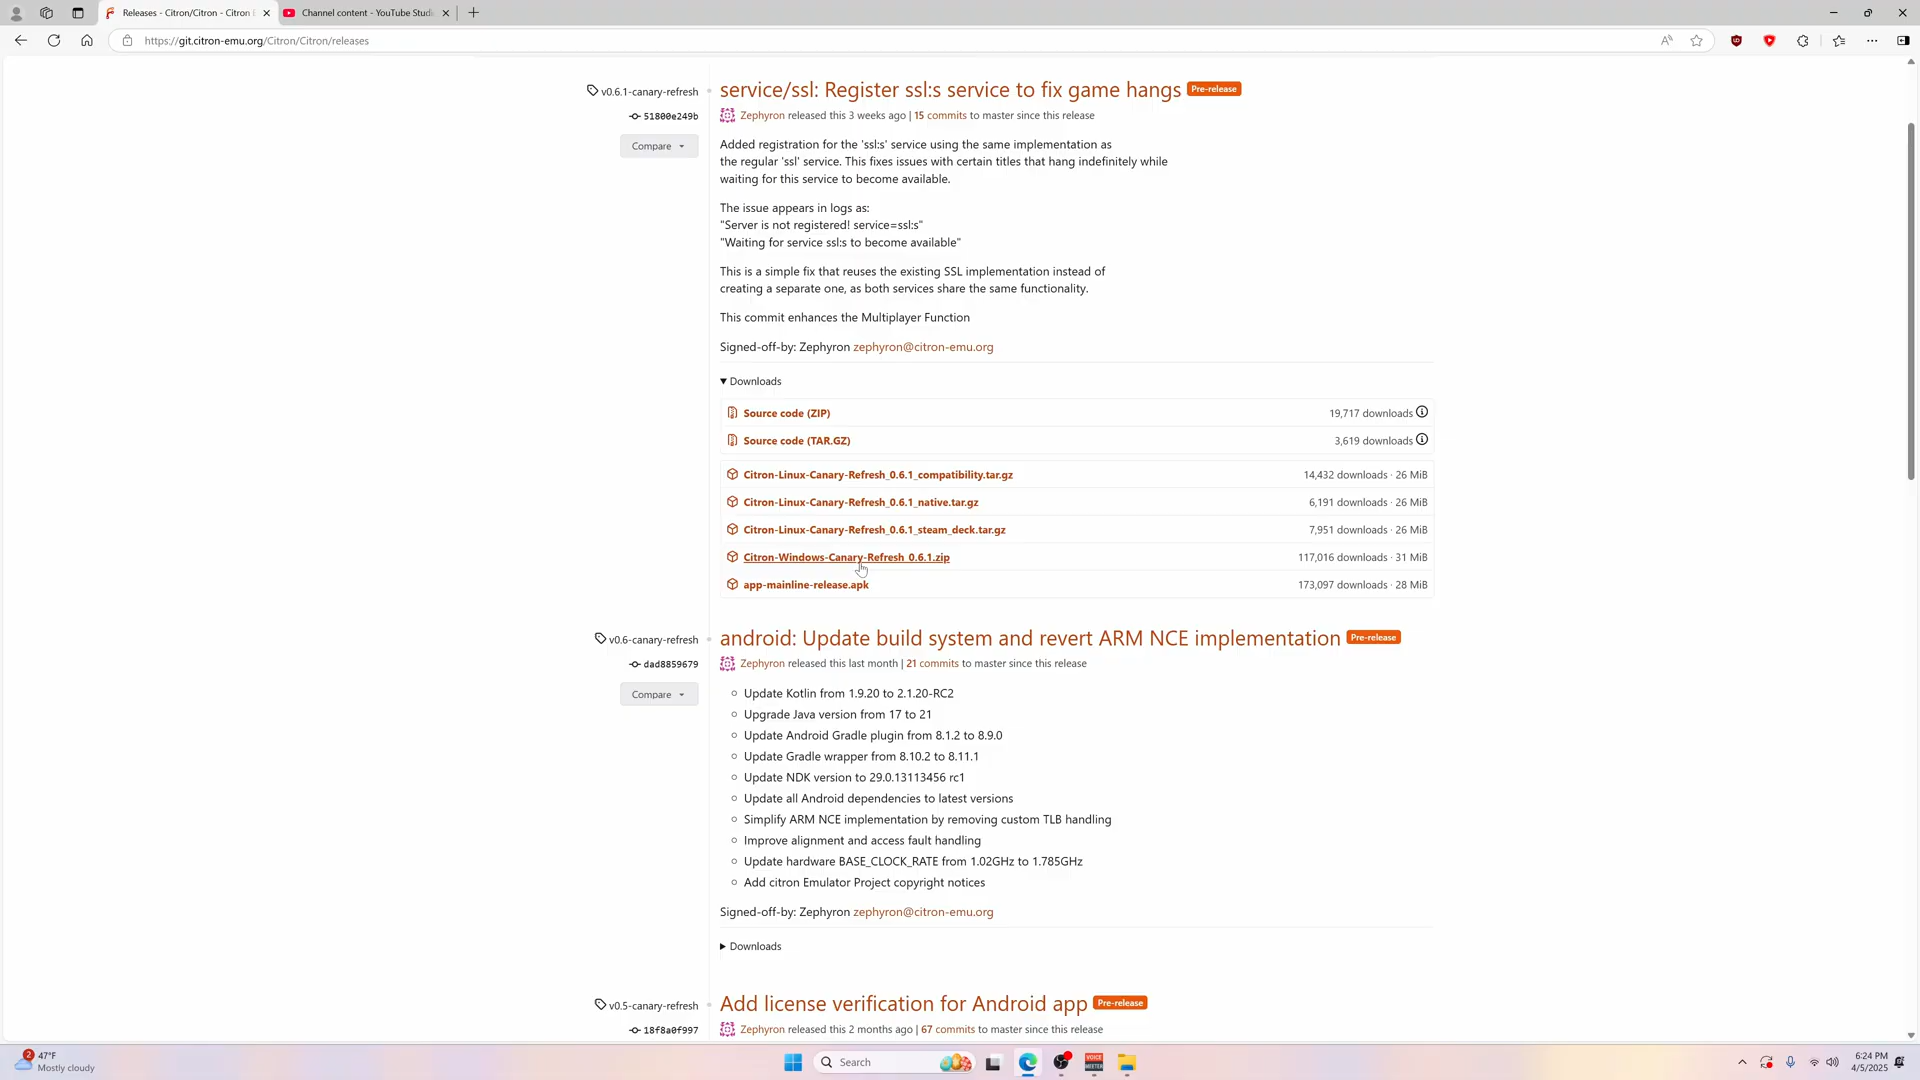 Releases - Citron/Citron - Citron
Channel content - YouTube Studi
https://git.citron-emu.org/Citron/Citron/releases
v0.6.1-canary-refresh
51800e249b
Compare
service/ssl: Register ssl:s service to fix game hangs
Pre-release
Zephyron released this 3 weeks ago | 15 commits to master since this release
Added registration for the 'ssl:s' service using the same implementation as
the regular 'ssl' service. This fixes issues with certain titles that hang indefinitely while
waiting for this service to become available.
The issue appears in logs as:
"Server is not registered! service=ssl:s"
"Waiting for service ssl:s to become available"
This is a simple fix that reuses the existing SSL implementation instead of
creating a separate one, as both services share the same functionality.
This commit enhances the Multiplayer Function
Signed-off-by: Zephyron zephyron@citron-emu.org
Downloads
Source code (ZIP) 19,717 downloads
Source code (TAR.GZ) 3,619 downloads
Citron-Linux-Canary-Refresh_0.6.1_compatibility.tar.gz 14,432 downloads · 26 MiB
Citron-Linux-Canary-Refresh_0.6.1_native.tar.gz 6,191 downloads · 26 MiB
Citron-Linux-Canary-Refresh_0.6.1_steam_deck.tar.gz 7,951 downloads · 26 MiB
Citron-Windows-Canary-Refresh_0.6.1.zip 117,016 downloads · 31 MiB
app-mainline-release.apk 173,097 downloads · 28 MiB
v0.6-canary-refresh
dad8859679
Compare
android: Update build system and revert ARM NCE implementation
Pre-release
Zephyron released this last month | 21 commits to master since this release
Update Kotlin from 1.9.20 to 2.1.20-RC2
Upgrade Java version from 17 to 21
Update Android Gradle plugin from 8.1.2 to 8.9.0
Update Gradle wrapper from 8.10.2 to 8.11.1
Update NDK version to 29.0.13113456 rc1
Update all Android dependencies to latest versions
Simplify ARM NCE implementation by removing custom TLB handling
Improve alignment and access fault handling
Update hardware BASE_CLOCK_RATE from 1.02GHz to 1.785GHz
Add citron Emulator Project copyright notices
Signed-off-by: Zephyron zephyron@citron-emu.org
Downloads
v0.5-canary-refresh
18f8a0f997
Add license verification for Android app
Pre-release
Zephyron released this 2 months ago | 67 commits to master since this release
2
47°F
Mostly cloudy
Search
VOICE
MEETER
6:24 PM
4/5/2025